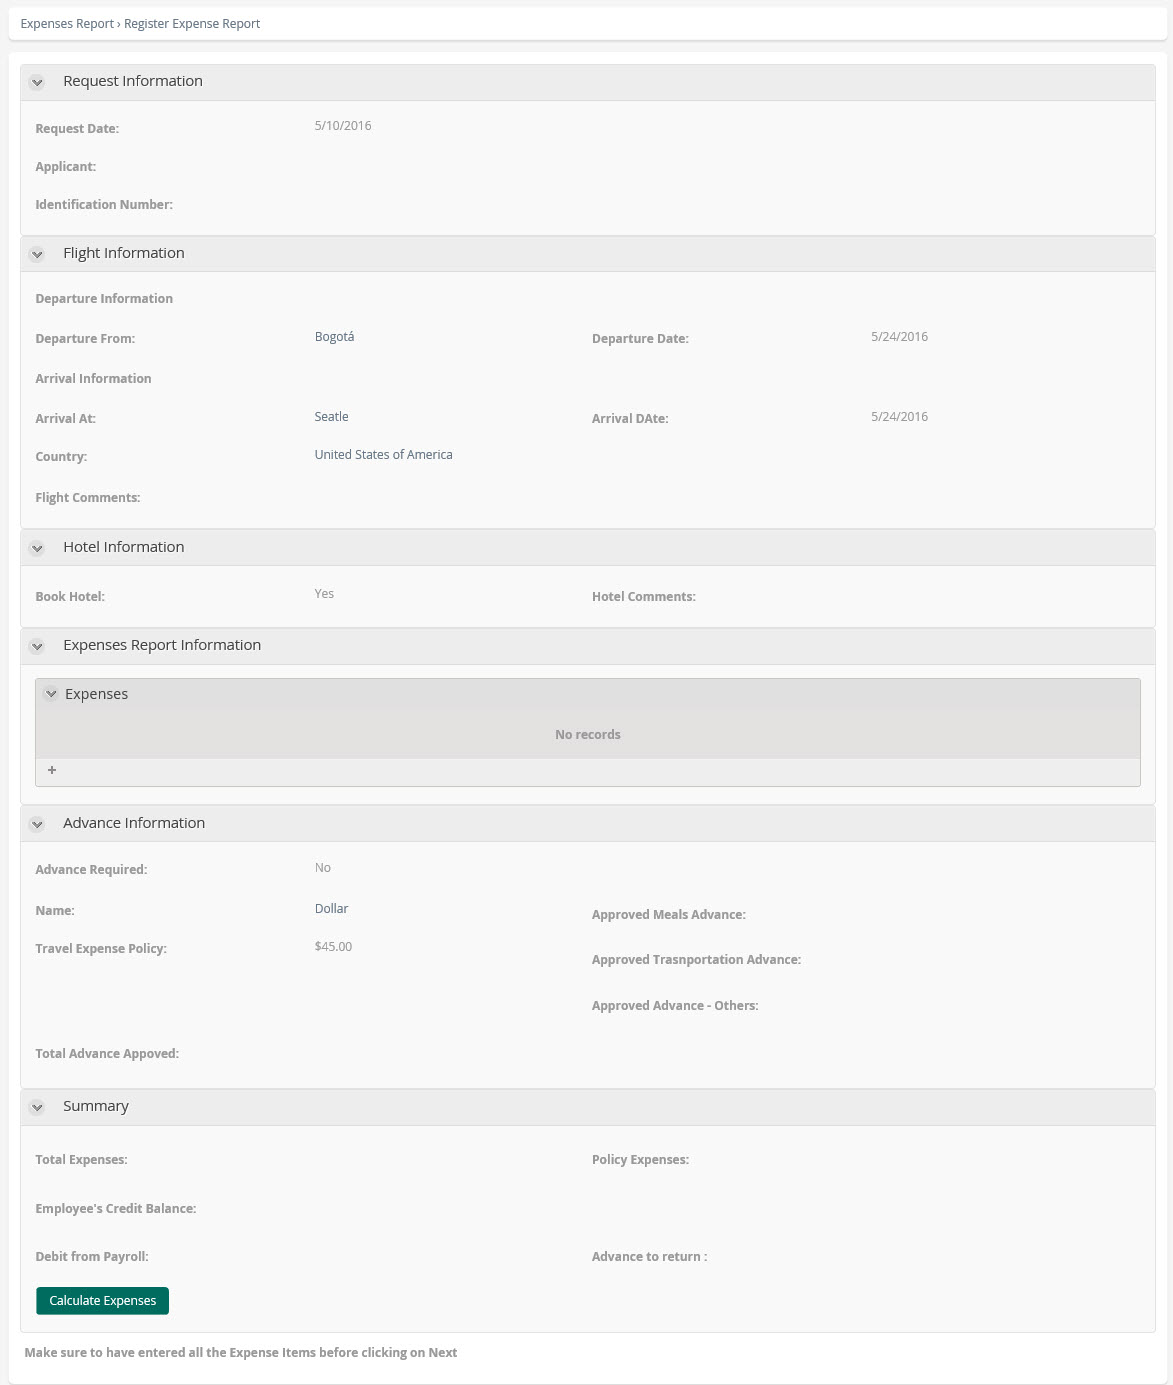 Expenses Report › Register Expense Report
Request Information
Request Date: 5/10/2016
Applicant:
Identification Number:
Flight Information
Departure Information
Departure From: Bogotá Departure Date: 5/24/2016
Arrival Information
Arrival At: Seatle Arrival DAte: 5/24/2016
Country: United States of America
Flight Comments:
Hotel Information
Book Hotel: Yes Hotel Comments:
Expenses Report Information
Expenses
No records
+
Advance Information
Advance Required: No
Name: Dollar
Approved Meals Advance:
Travel Expense Policy: $45.00
Approved Trasnportation Advance:
Approved Advance - Others:
Total Advance Appoved:
Summary
Total Expenses: Policy Expenses:
Employee's Credit Balance:
Debit from Payroll: Advance to return :
Calculate Expenses
Make sure to have entered all the Expense Items before clicking on Next